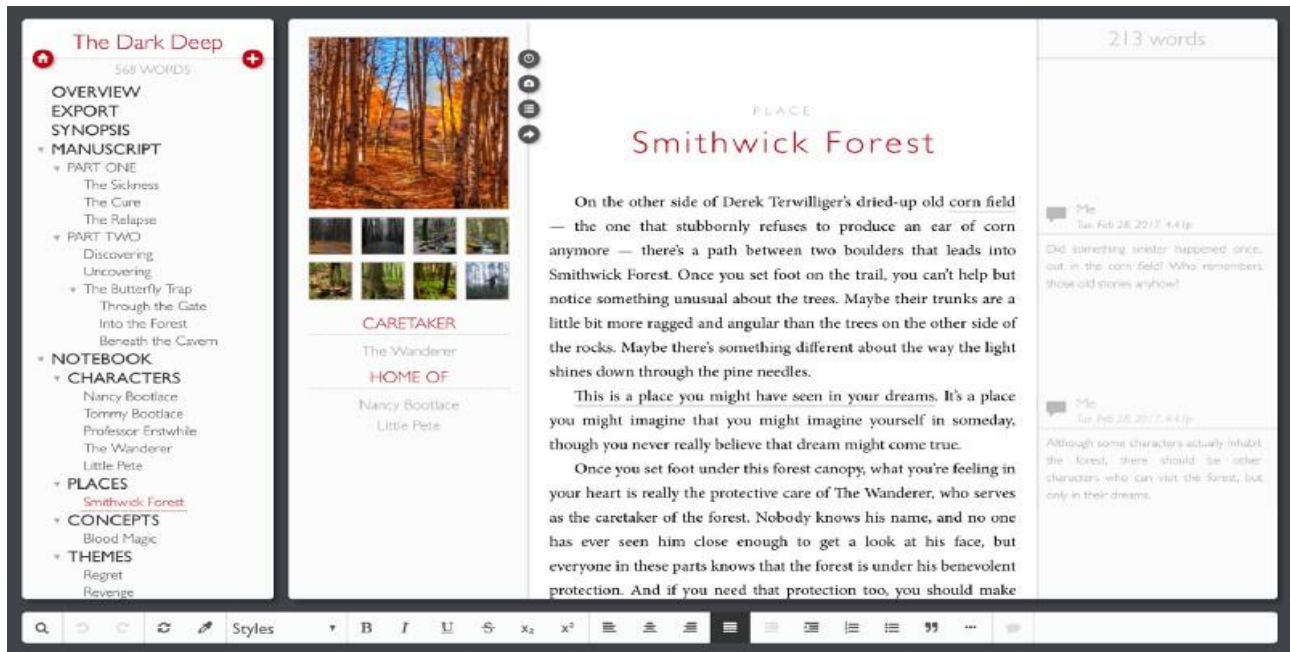 The Dark Deep
568 WORDS
OVERVIEW
EXPORT
SYNOPSIS
MANUSCRIPT
PART ONE
The Sickness
The Cure
The Relapse
PART TWO
Discovering
Uncovering
The Butterfly Trap
Through the Gate
Into the Forest
Beneath the Cavern
NOTEBOOK
CHARACTERS
Nancy Bootlace
Tommy Bootlace
Professor Erstwhile
The Wanderer
Little Pete
PLACES
Smithwick Forest
CONCEPTS
Blood Magic
THEMES
Regret
Revenge
CARETAKER
The Wanderer
HOME OF
Nancy Bootlace
Little Pete
PLACE
Smithwick Forest
On the other side of Derek Terwilliger's dried-up old corn field
— the one that stubbornly refuses to produce an ear of corn
anymore — there's a path between two boulders that leads into
Smithwick Forest. Once you set foot on the trail, you can't help but
notice something unusual about the trees. Maybe their trunks are a
little bit more ragged and angular than the trees on the other side of
the rocks. Maybe there's something different about the way the light
shines down through the pine needles.
This is a place you might have seen in your dreams. It's a place
you might imagine that you might imagine yourself in someday,
though you never really believe that dream might come true.
Once you set foot under this forest canopy, what you're feeling in
your heart is really the protective care of The Wanderer, who serves
as the caretaker of the forest. Nobody knows his name, and no one
has ever seen him close enough to get a look at his face, but
everyone in these parts knows that the forest is under his benevolent
protection. And if you need that protection too, you should make
213 words
Me
Tue, Feb 28, 2017, 4:41p
Did something sinister happened once,
out in the corn field? Who remembers
those old stories anyhow?
Me
Tue, Feb 28, 2017, 4:41p
Although some characters actually inhabit
the forest, there should be other
characters who can visit the forest, but
only in their dreams.
Styles B I U S x₂ x²